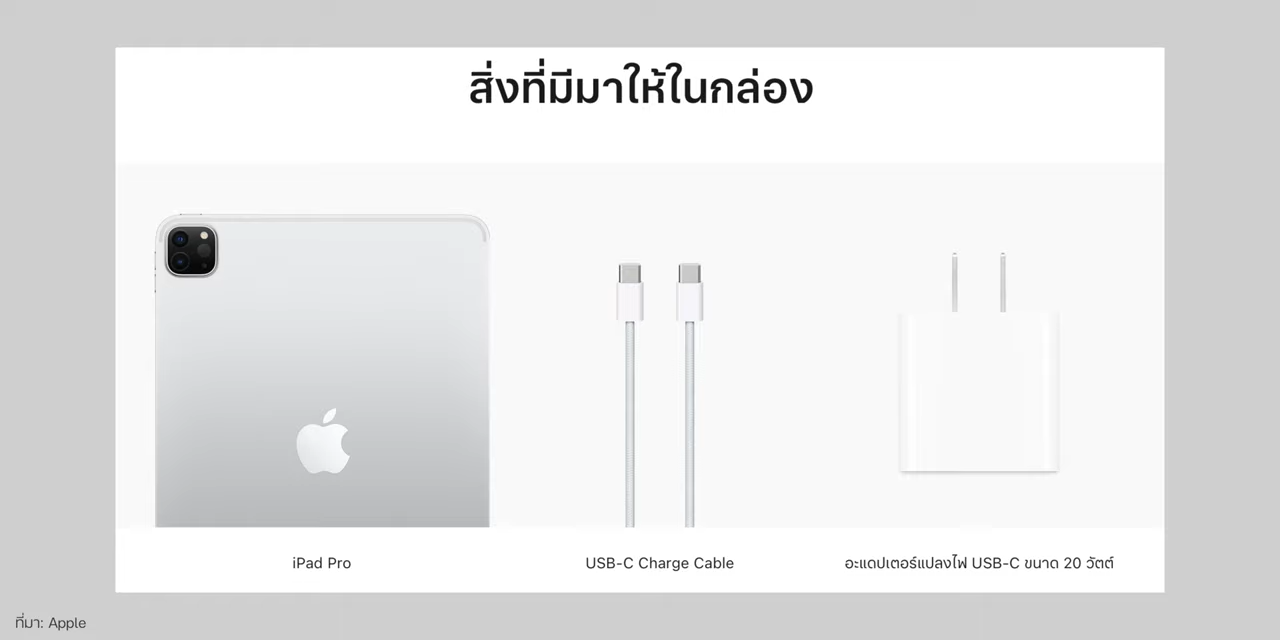 สิ่งที่มีมาให้ในกล่อง
iPad Pro
USB-C Charge Cable
อะแดปเตอร์แปลงไฟ USB-C ขนาด 20 วัตต์
ที่มา: Apple